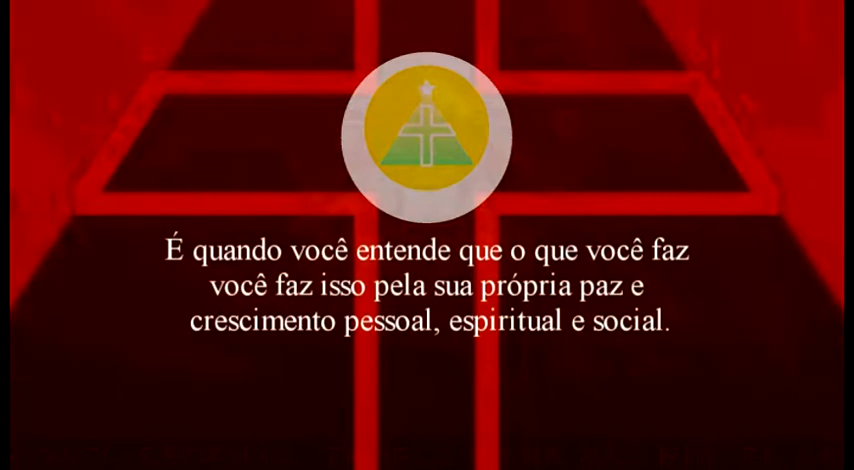 É quando você entende que o que você faz
você faz isso pela sua própria paz e
crescimento pessoal, espiritual e social.